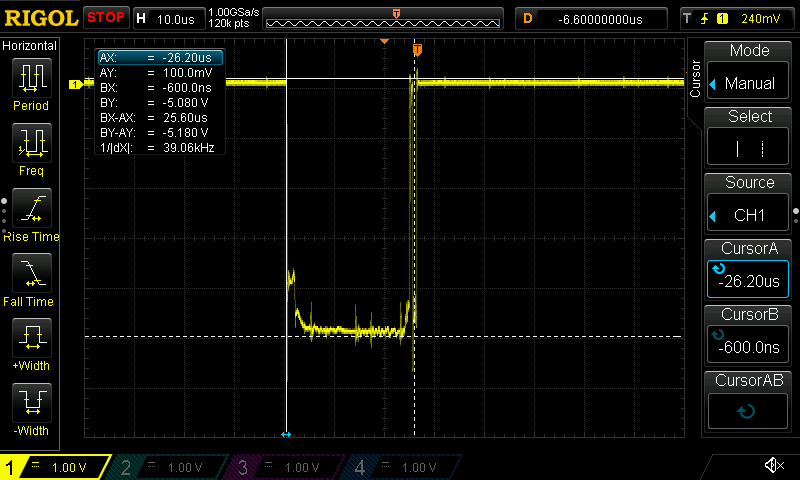 RIGOL STOP H 10.0us 1.00GSa/s 120k pts T D -6.60000000us T 1 240mV
Horizontal
Period
Freq
Rise Time
Fall Time
+Width
-Width
AX: = -26.20us
AY: = 100.0mV
BX: = -600.0ns
BY: = -5.080 V
BX-AX: = 25.60us
BY-AY: = -5.180 V
1/|dX|: = 39.06kHz
1
T
Cursor
Mode
Manual
Select
Source
CH1
CursorA
-26.20us
CursorB
-600.0ns
CursorAB
1 = 1.00 V 2 = 1.00 V 3 = 1.00 V 4 = 1.00 V